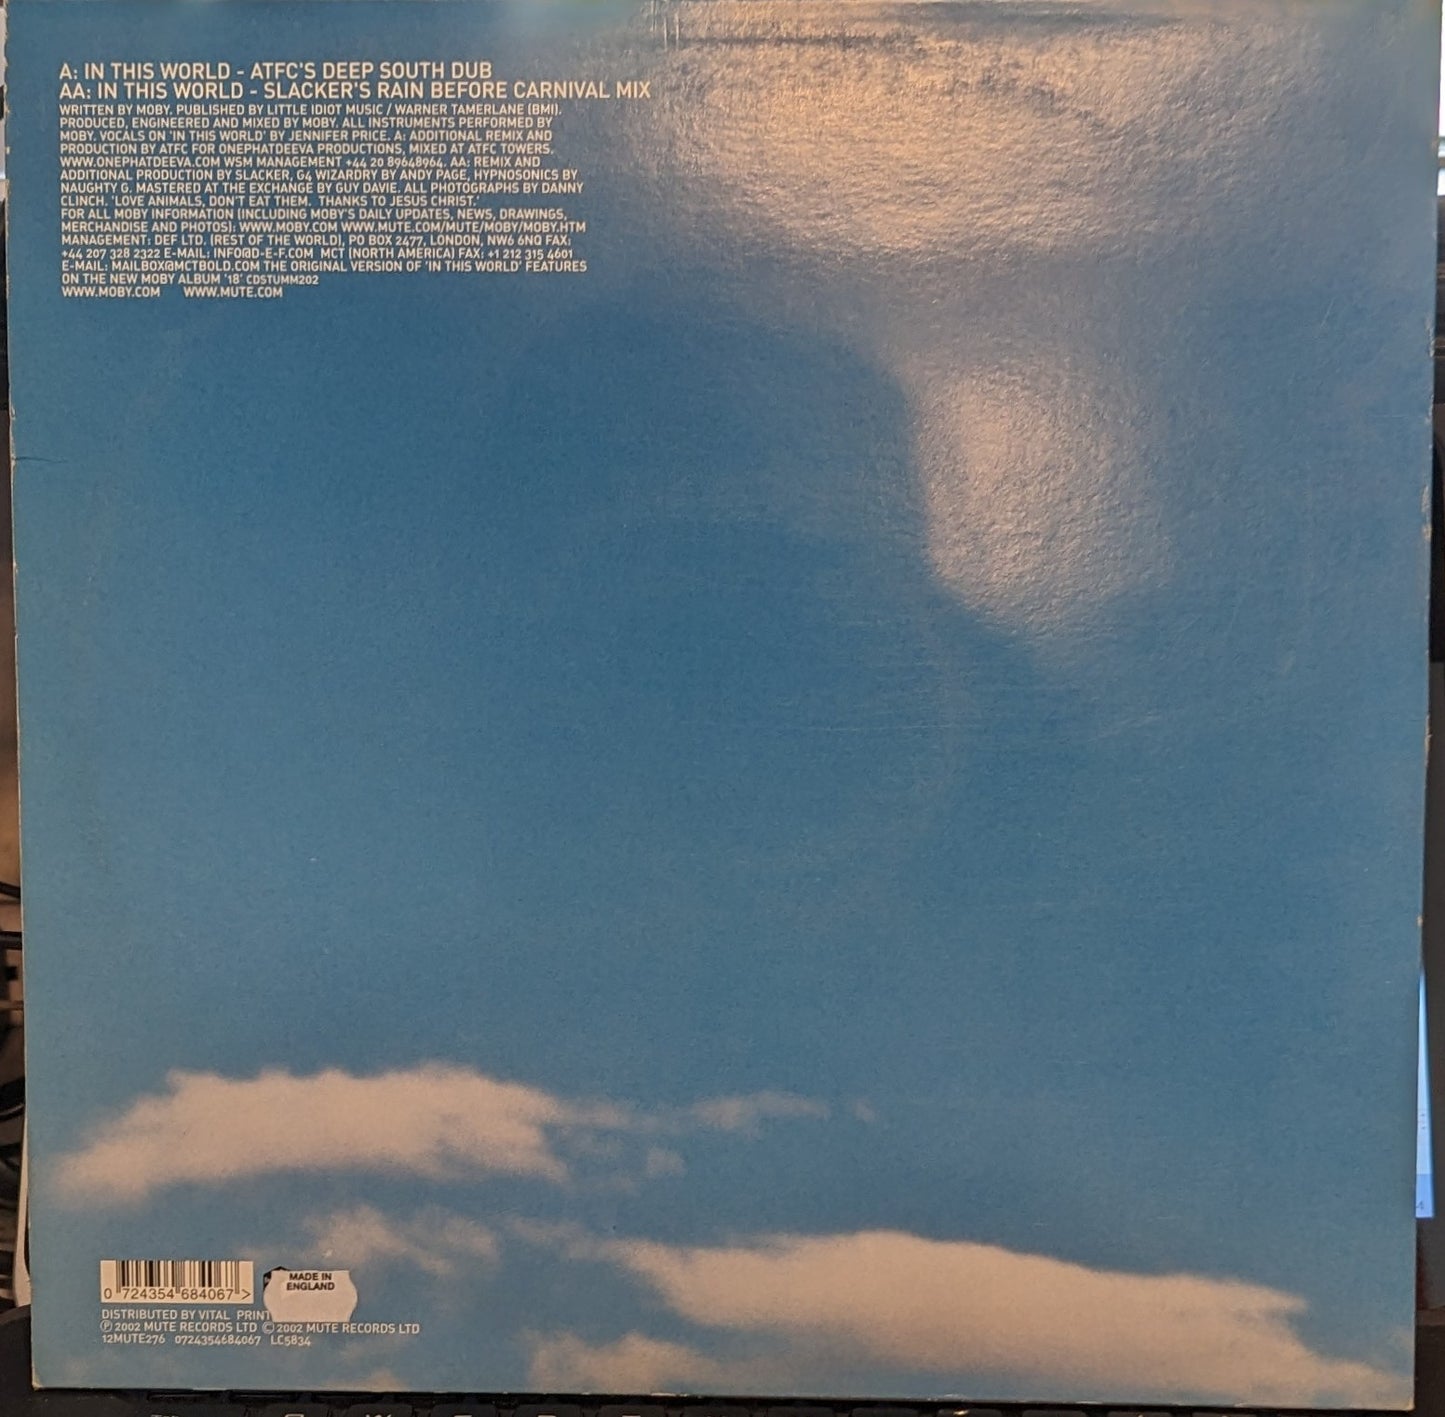 A: IN THIS WORLD - ATFC'S DEEP SOUTH DUB
AA: IN THIS WORLD - SLACKER'S RAIN BEFORE CARNIVAL MIX
WRITTEN BY MOBY. PUBLISHED BY LITTLE IDIOT MUSIC / WARNER TAMERLANE (BMI).
PRODUCED, ENGINEERED AND MIXED BY MOBY. ALL INSTRUMENTS PERFORMED BY
MOBY. VOCALS ON 'IN THIS WORLD' BY JENNIFER PRICE. A: ADDITIONAL REMIX AND
PRODUCTION BY ATFC FOR ONEPHATDEEVA PRODUCTIONS, MIXED AT ATFC TOWERS.
WWW.ONEPHATDEEVA.COM WSM MANAGEMENT +44 20 89648964. AA: REMIX AND
ADDITIONAL PRODUCTION BY SLACKER, G4 WIZARDRY BY ANDY PAGE, HYPNOSONICS BY
NAUGHTY G. MASTERED AT THE EXCHANGE BY GUY DAVIE. ALL PHOTOGRAPHS BY DANNY
CLINCH. 'LOVE ANIMALS, DON'T EAT THEM. THANKS TO JESUS CHRIST.'
FOR ALL MOBY INFORMATION (INCLUDING MOBY'S DAILY UPDATES, NEWS, DRAWINGS,
MERCHANDISE AND PHOTOS): WWW.MOBY.COM WWW.MUTE.COM/MUTE/MOBY/MOBY.HTM
MANAGEMENT: DEF LTD. (REST OF THE WORLD), PO BOX 2477, LONDON, NW6 6NQ FAX:
+44 207 328 2322 E-MAIL: INFO@D-E-F.COM MCT (NORTH AMERICA) FAX: +1 212 315 4601
E-MAIL: MAILBOX@MCTBOLD.COM THE ORIGINAL VERSION OF 'IN THIS WORLD' FEATURES
ON THE NEW MOBY ALBUM '18' CDSTUMM202
WWW.MOBY.COM WWW.MUTE.COM
0 724354 684067 >
MADE IN
ENGLAND
DISTRIBUTED BY VITAL PRINT
℗ 2002 MUTE RECORDS LTD © 2002 MUTE RECORDS LTD
12MUTE276 0724354684067 LC5834